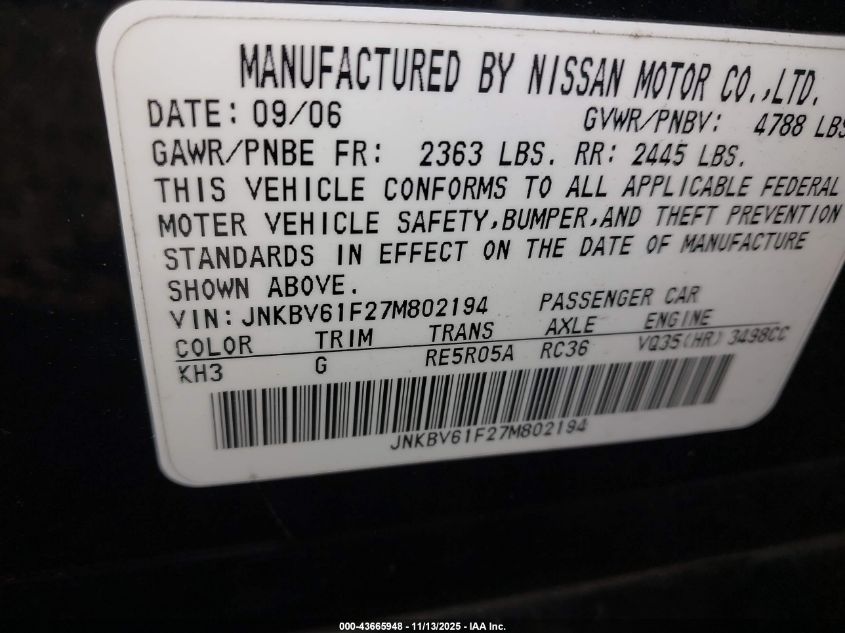 MANUFACTURED BY NISSAN MOTOR CO.,LTD.
DATE: 09/06 GVWR/PNBV: 4788 LBS
GAWR/PNBE FR: 2363 LBS. RR: 2445 LBS.
THIS VEHICLE CONFORMS TO ALL APPLICABLE FEDERAL
MOTER VEHICLE SAFETY,BUMPER,AND THEFT PREVENTION
STANDARDS IN EFFECT ON THE DATE OF MANUFACTURE
SHOWN ABOVE.
VIN:JNKBV61F27M802194 PASSENGER CAR
COLOR TRIM TRANS AXLE ENGINE
KH3 G RE5R05A RC36 VQ35(HR) 3498CC
JNKBV61F27M802194
000-43665948 - 11/13/2025 - IAA Inc.